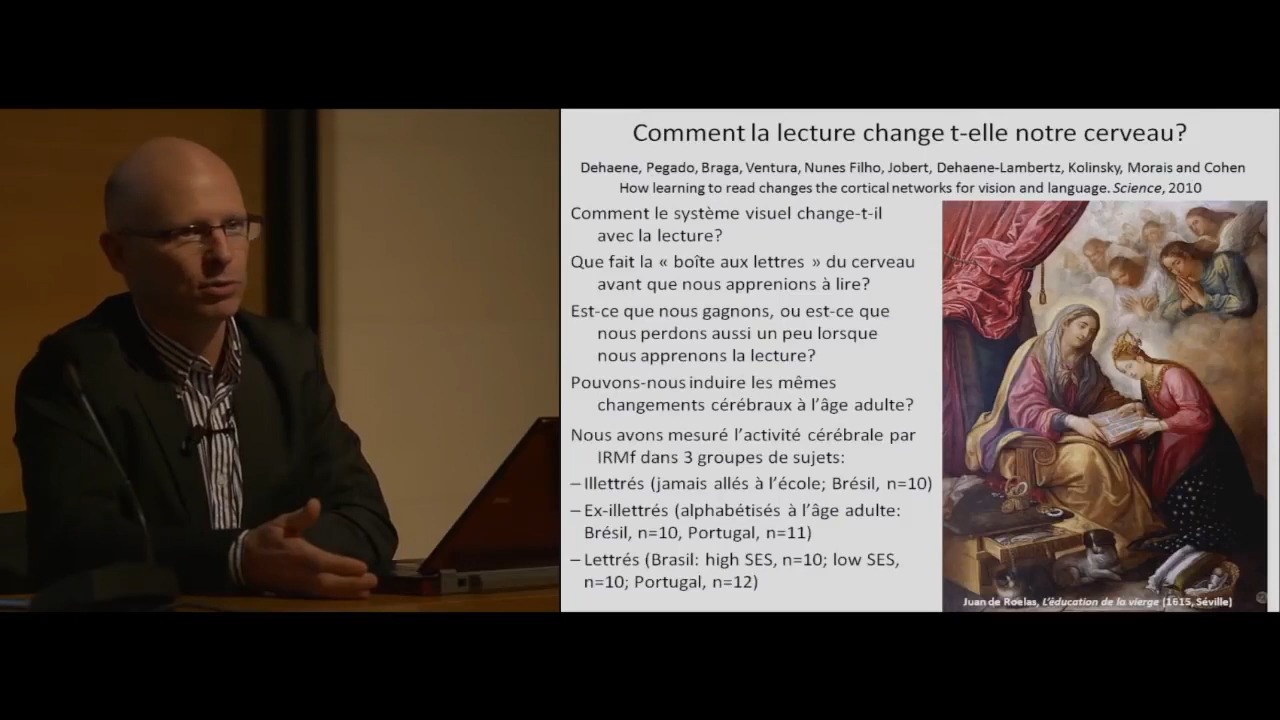 Comment la lecture change t-elle notre cerveau?
Dehaene, Pegado, Braga, Ventura, Nunes Filho, Jobert, Dehaene-Lambertz, Kolinsky, Morais and Cohen
How learning to read changes the cortical networks for vision and language. Science, 2010
Comment le système visuel change-t-il
avec la lecture?
Que fait la « boîte aux lettres » du cerveau
avant que nous apprenions à lire?
Est-ce que nous gagnons, ou est-ce que
nous perdons aussi un peu lorsque
nous apprenons la lecture?
Pouvons-nous induire les mêmes
changements cérébraux à l'âge adulte?
Nous avons mesuré l'activité cérébrale par
IRMf dans 3 groupes de sujets:
– Illettrés (jamais allés à l'école; Brésil, n=10)
– Ex-illettrés (alphabétisés à l'âge adulte:
Brésil, n=10, Portugal, n=11)
– Lettrés (Brasil: high SES, n=10; low SES,
n=10; Portugal, n=12)
Juan de Roelas, L'éducation de la vierge (1615, Séville)